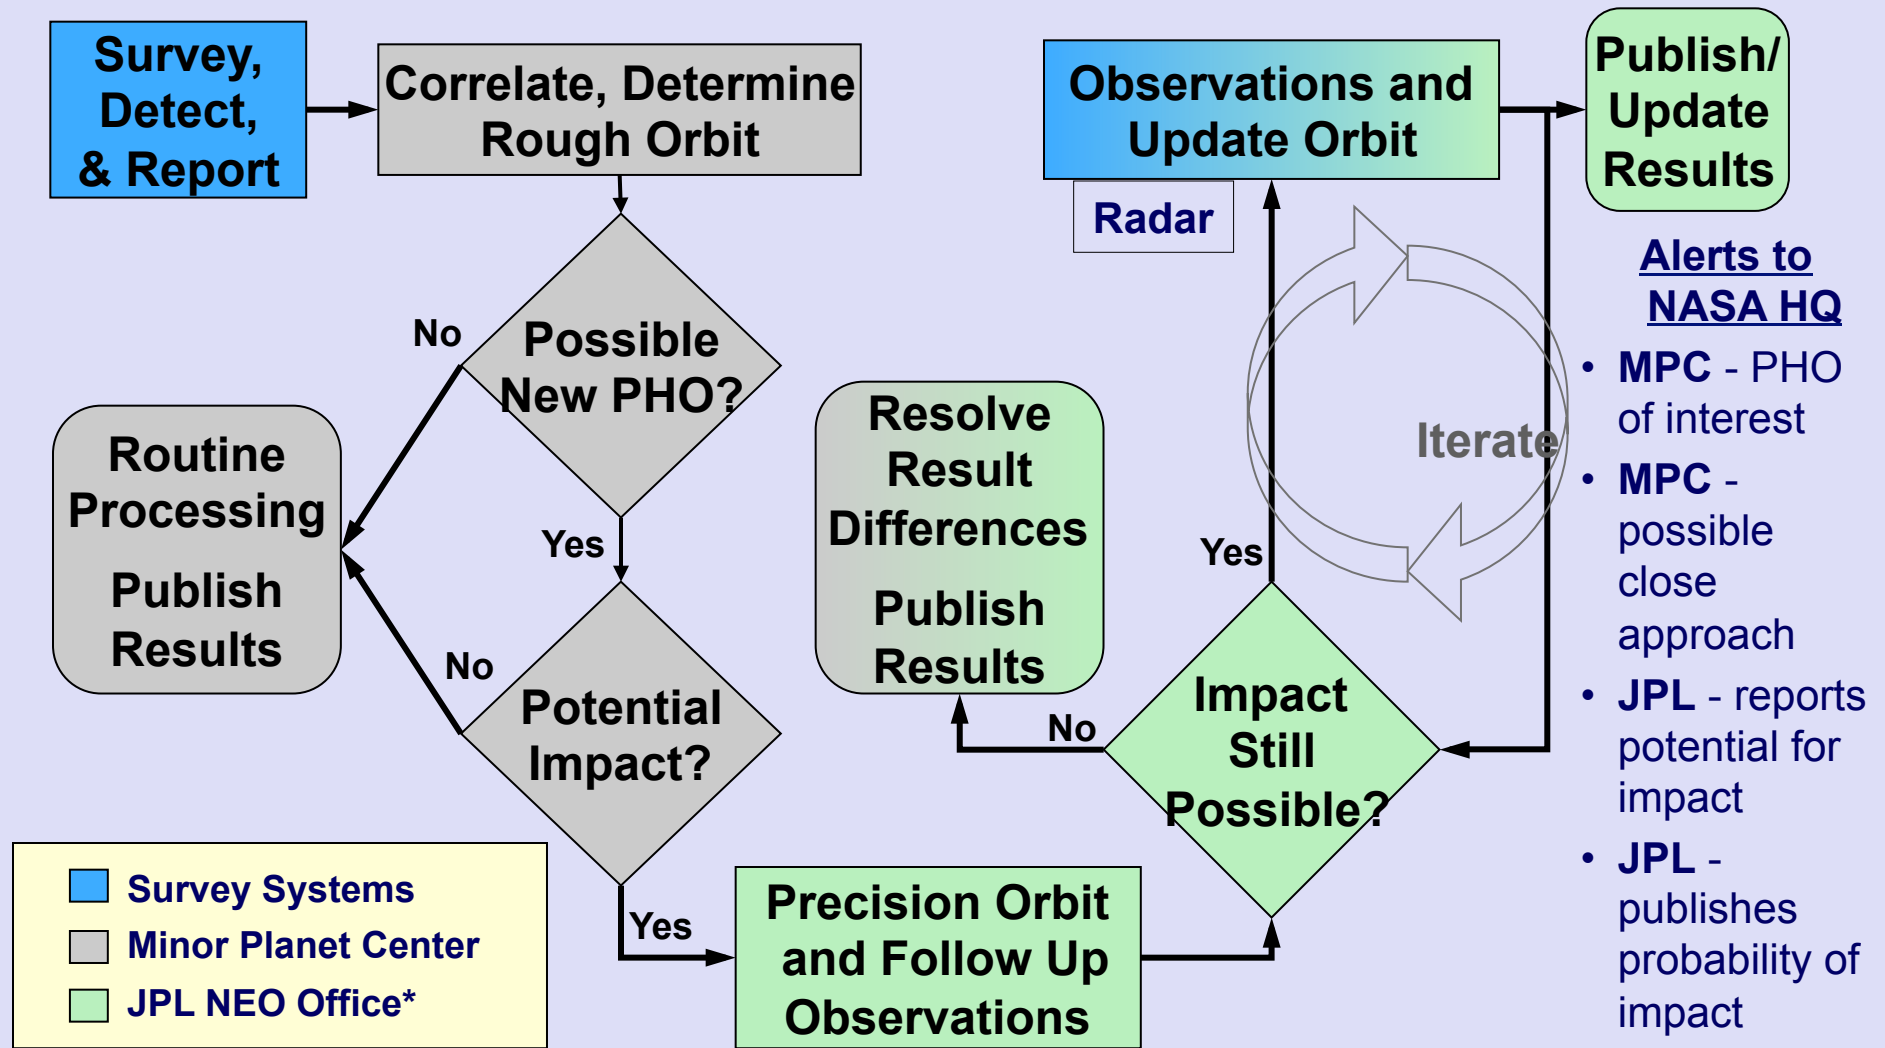 Survey,
Detect,
& Report
Correlate, Determine
Rough Orbit
Observations and
Update Orbit
Publish/
Update
Results
Radar
Alerts to
NASA HQ
• MPC - PHO
of interest
• MPC -
possible
close
approach
• JPL - reports
potential for
impact
• JPL -
publishes
probability of
impact
No
Possible
New PHO?
Routine
Processing
Publish
Results
Yes
No
Potential
Impact?
Resolve
Result
Differences
Publish
Results
Iterate
Yes
No
Impact
Still
Possible?
Yes
Precision Orbit
and Follow Up
Observations
Survey Systems
Minor Planet Center
JPL NEO Office*